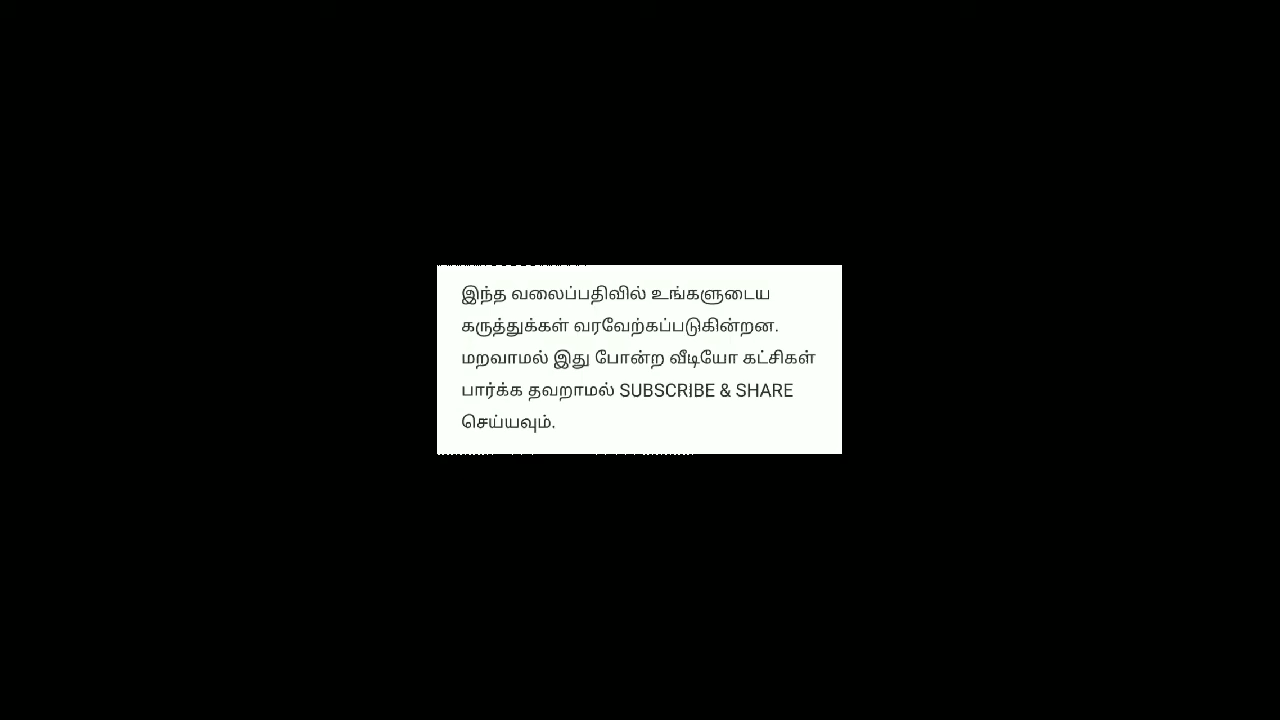 இந்த வலைப்பதிவில் உங்களுடைய
கருத்துக்கள் வரவேற்கப்படுகின்றன.
மறவாமல் இது போன்ற வீடியோ கட்சிகள்
பார்க்க தவறாமல் SUBSCRIBE & SHARE
செய்யவும்.